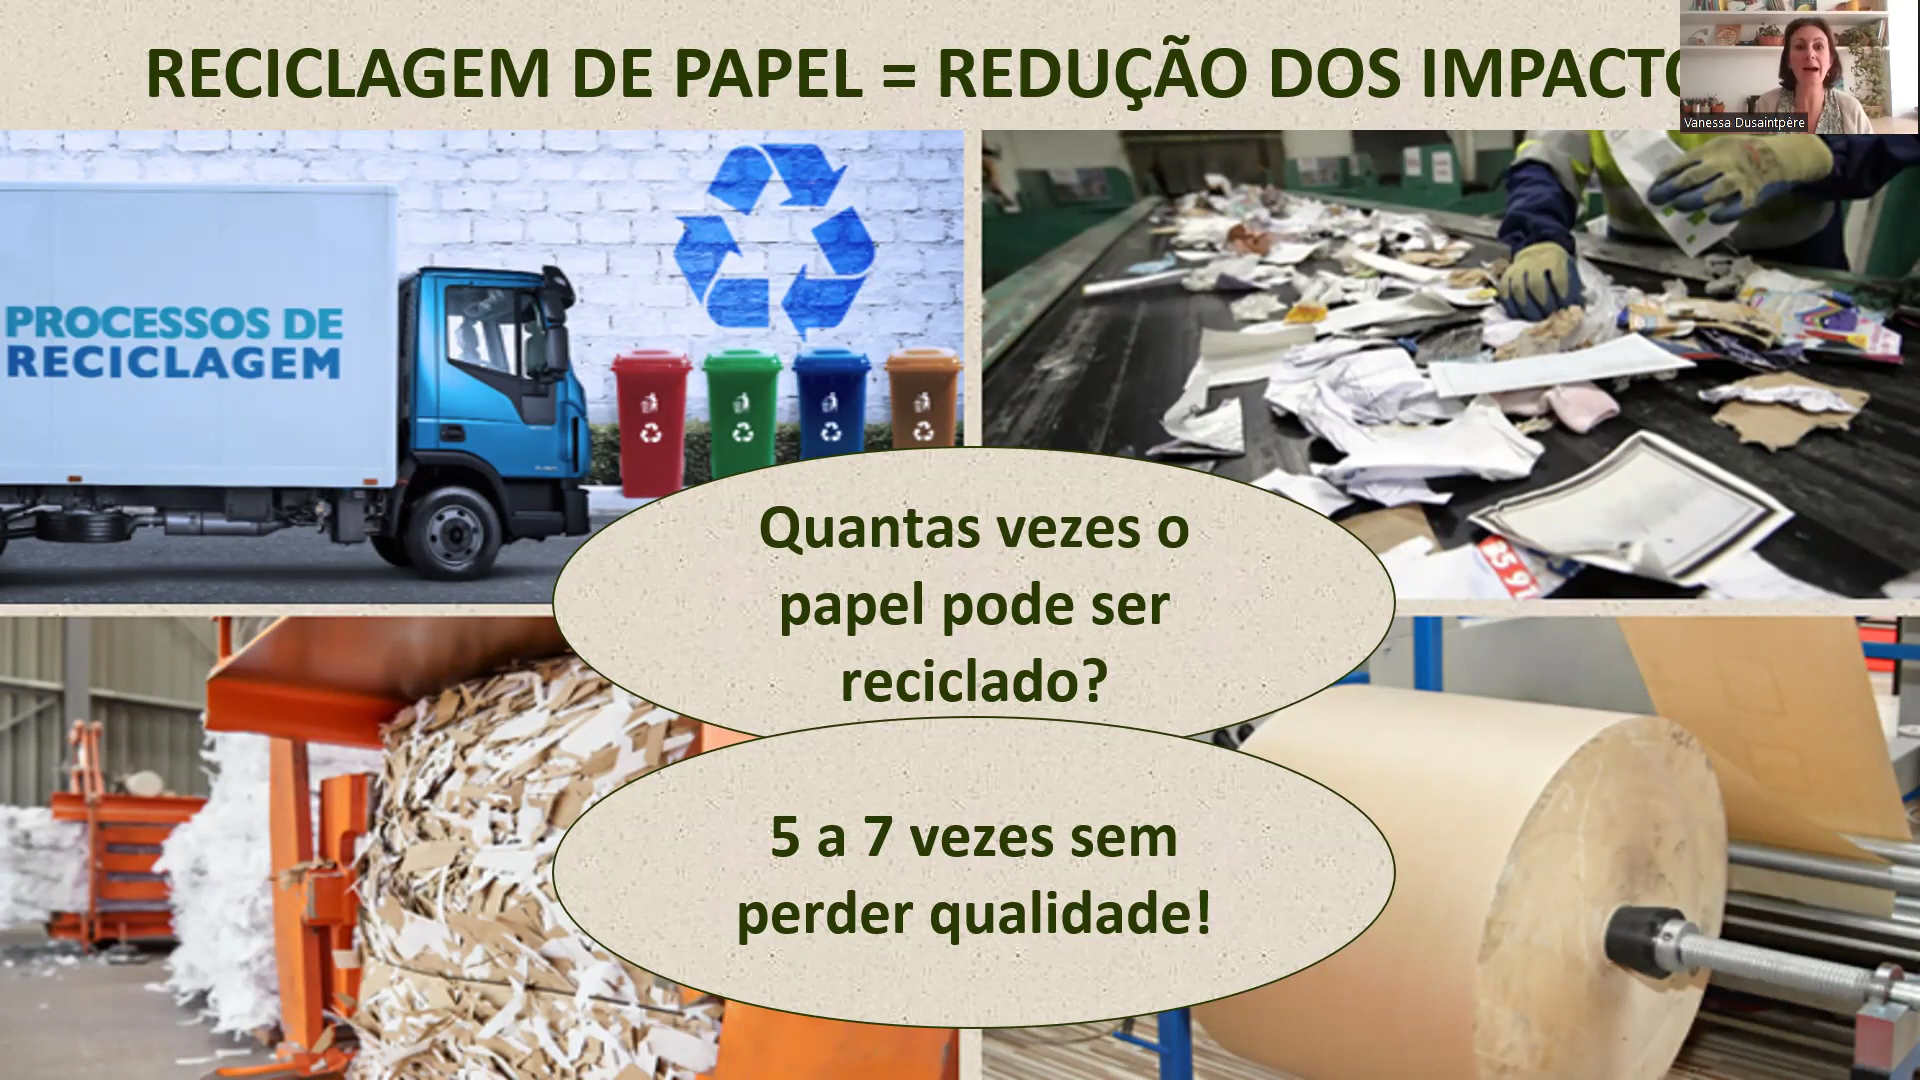 RECICLAGEM DE PAPEL = REDUÇÃO DOS IMPACTO
Vanessa Dusaintpère
PROCESSOS DE
RECICLAGEM
Quantas vezes o
papel pode ser
reciclado?
5 a 7 vezes sem
perder qualidade!